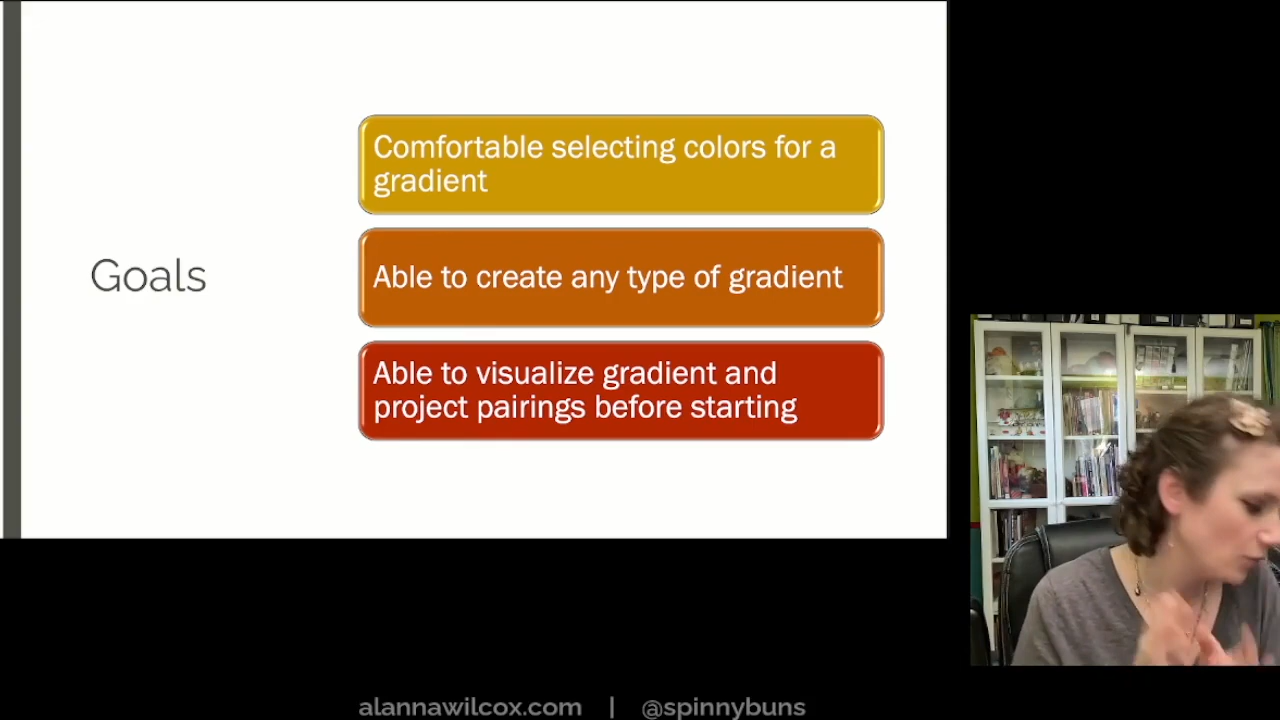 Goals
Comfortable selecting colors for a
gradient
Able to create any type of gradient
Able to visualize gradient and
project pairings before starting
alannawilcox.com | @spinnybuns